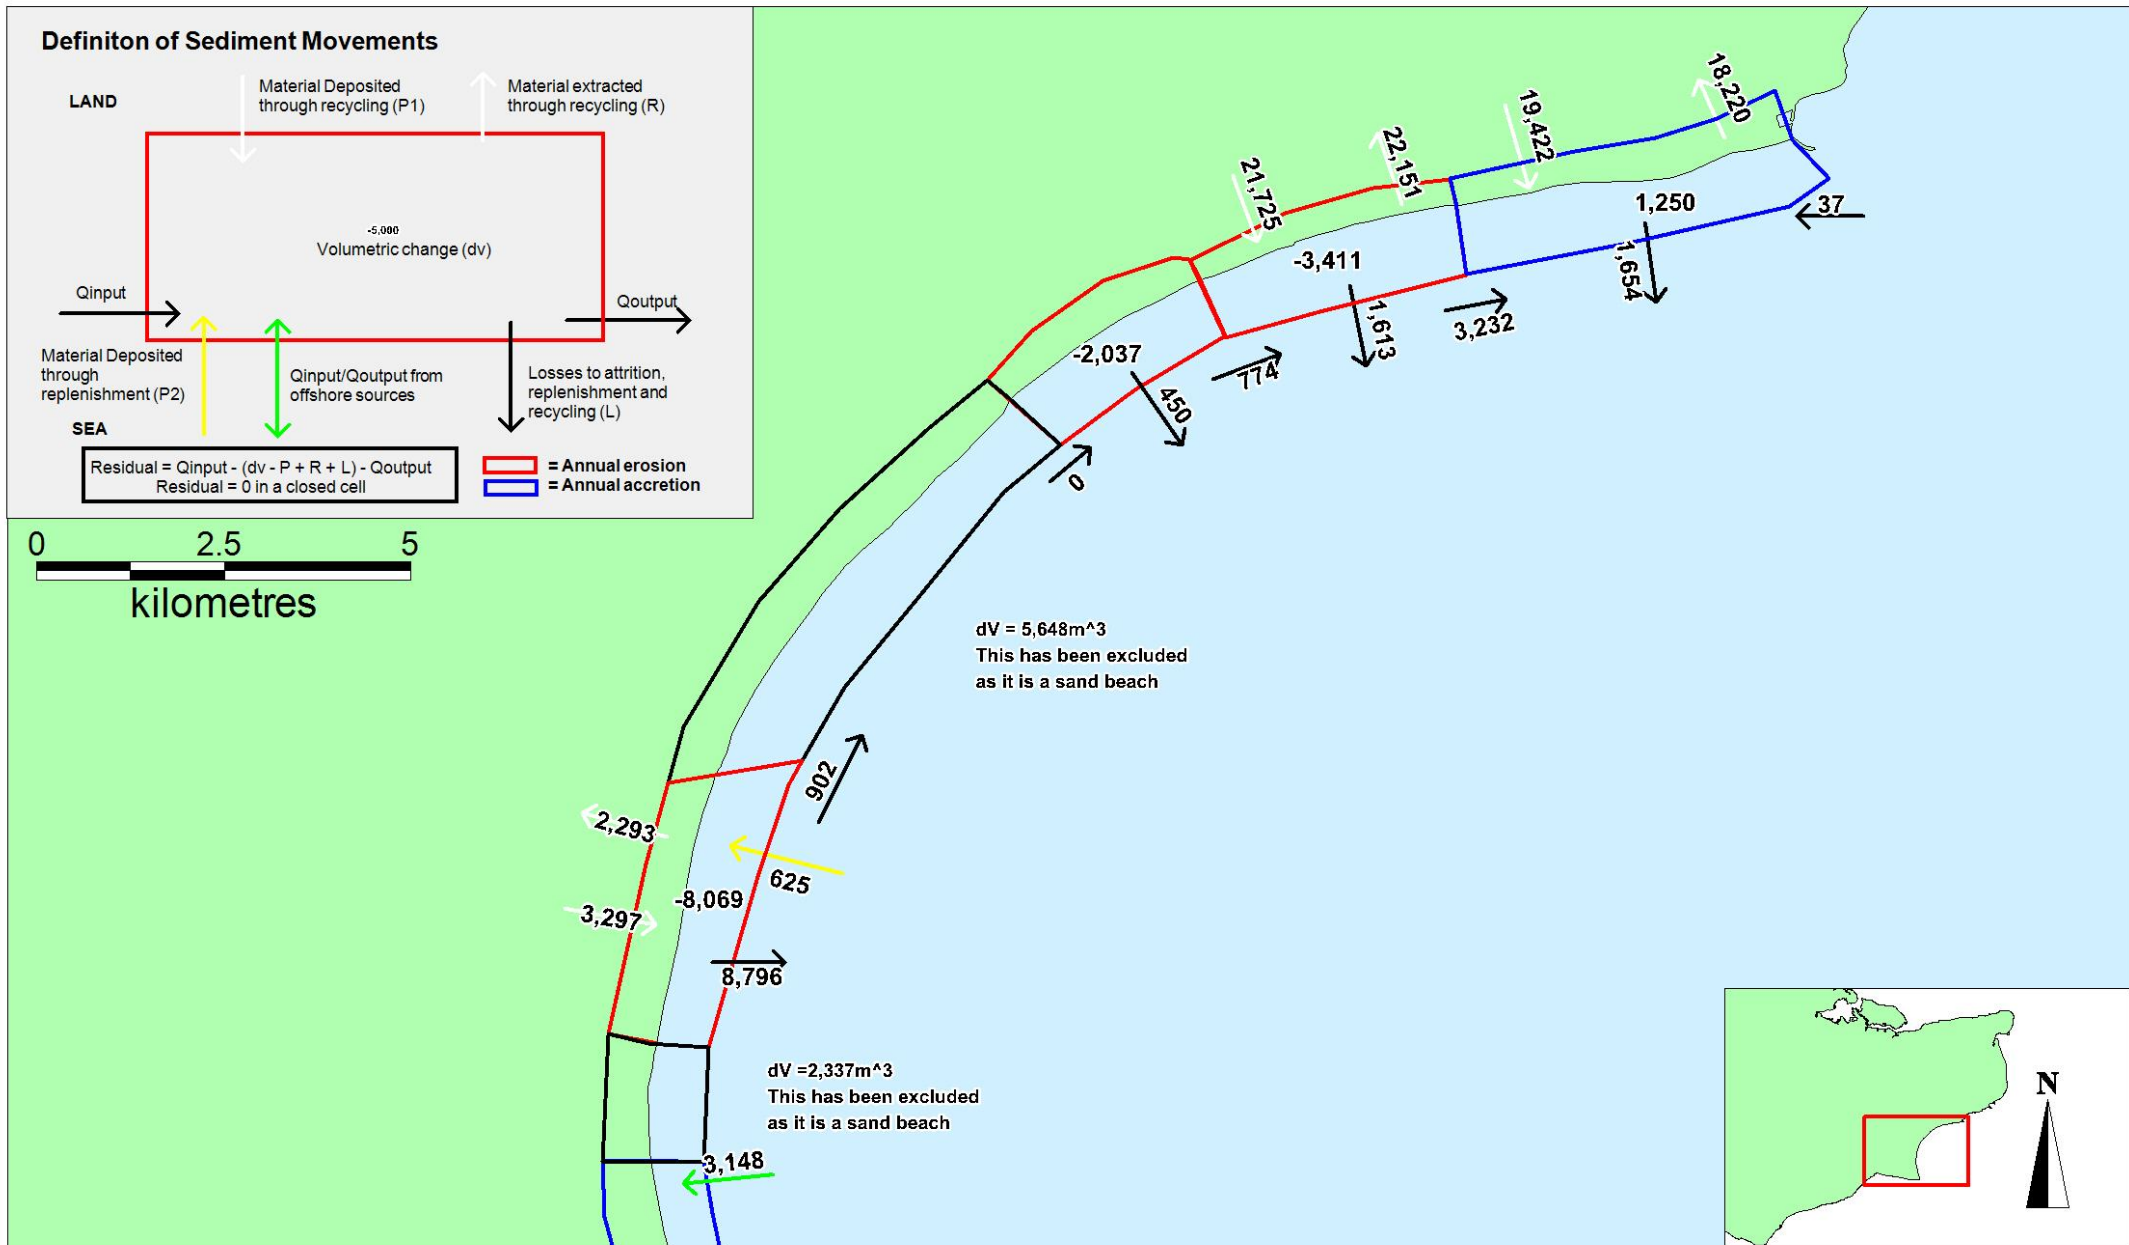 Definiton of Sediment Movements
LAND
Material Deposited
through recycling (P1)
Material extracted
through recycling (R)
-5,000
Volumetric change (dv)
Qinput
Qoutput
Material Deposited
through
replenishment (P2)
Qinput/Qoutput from
offshore sources
Losses to attrition,
replenishment and
recycling (L)
SEA
Residual = Qinput - (dv - P + R + L) - Qoutput
Residual = 0 in a closed cell
= Annual erosion
= Annual accretion
0 2.5 5
kilometres
18,220
19,422
22,151
21,725
1,250
37
1,654
-3,411
3,232
1,613
-2,037
774
450
0
dV = 5,648m^3
This has been excluded
as it is a sand beach
902
2,293
625
-8,069
3,297
8,796
dV =2,337m^3
This has been excluded
as it is a sand beach
3,148
N